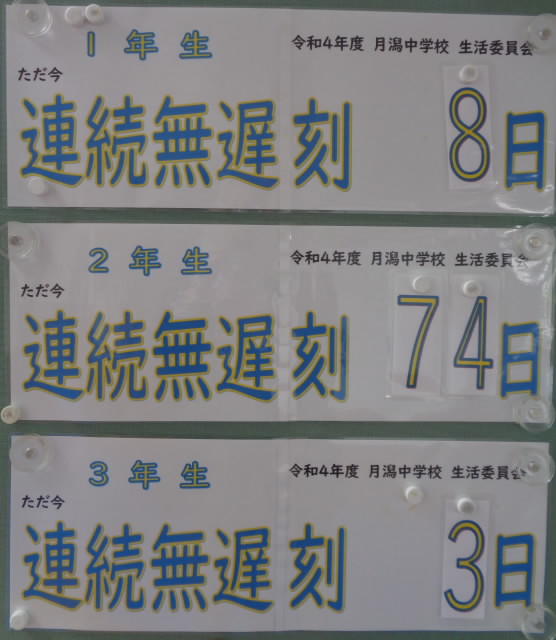 1年生 令和4年度 月潟中学校 生活委員会
ただ今
連続無遅刻 8日
2年生 令和4年度 月潟中学校 生活委員会
ただ今
連続無遅刻 74日
3年生 令和4年度 月潟中学校 生活委員会
ただ今
連続無遅刻 3日